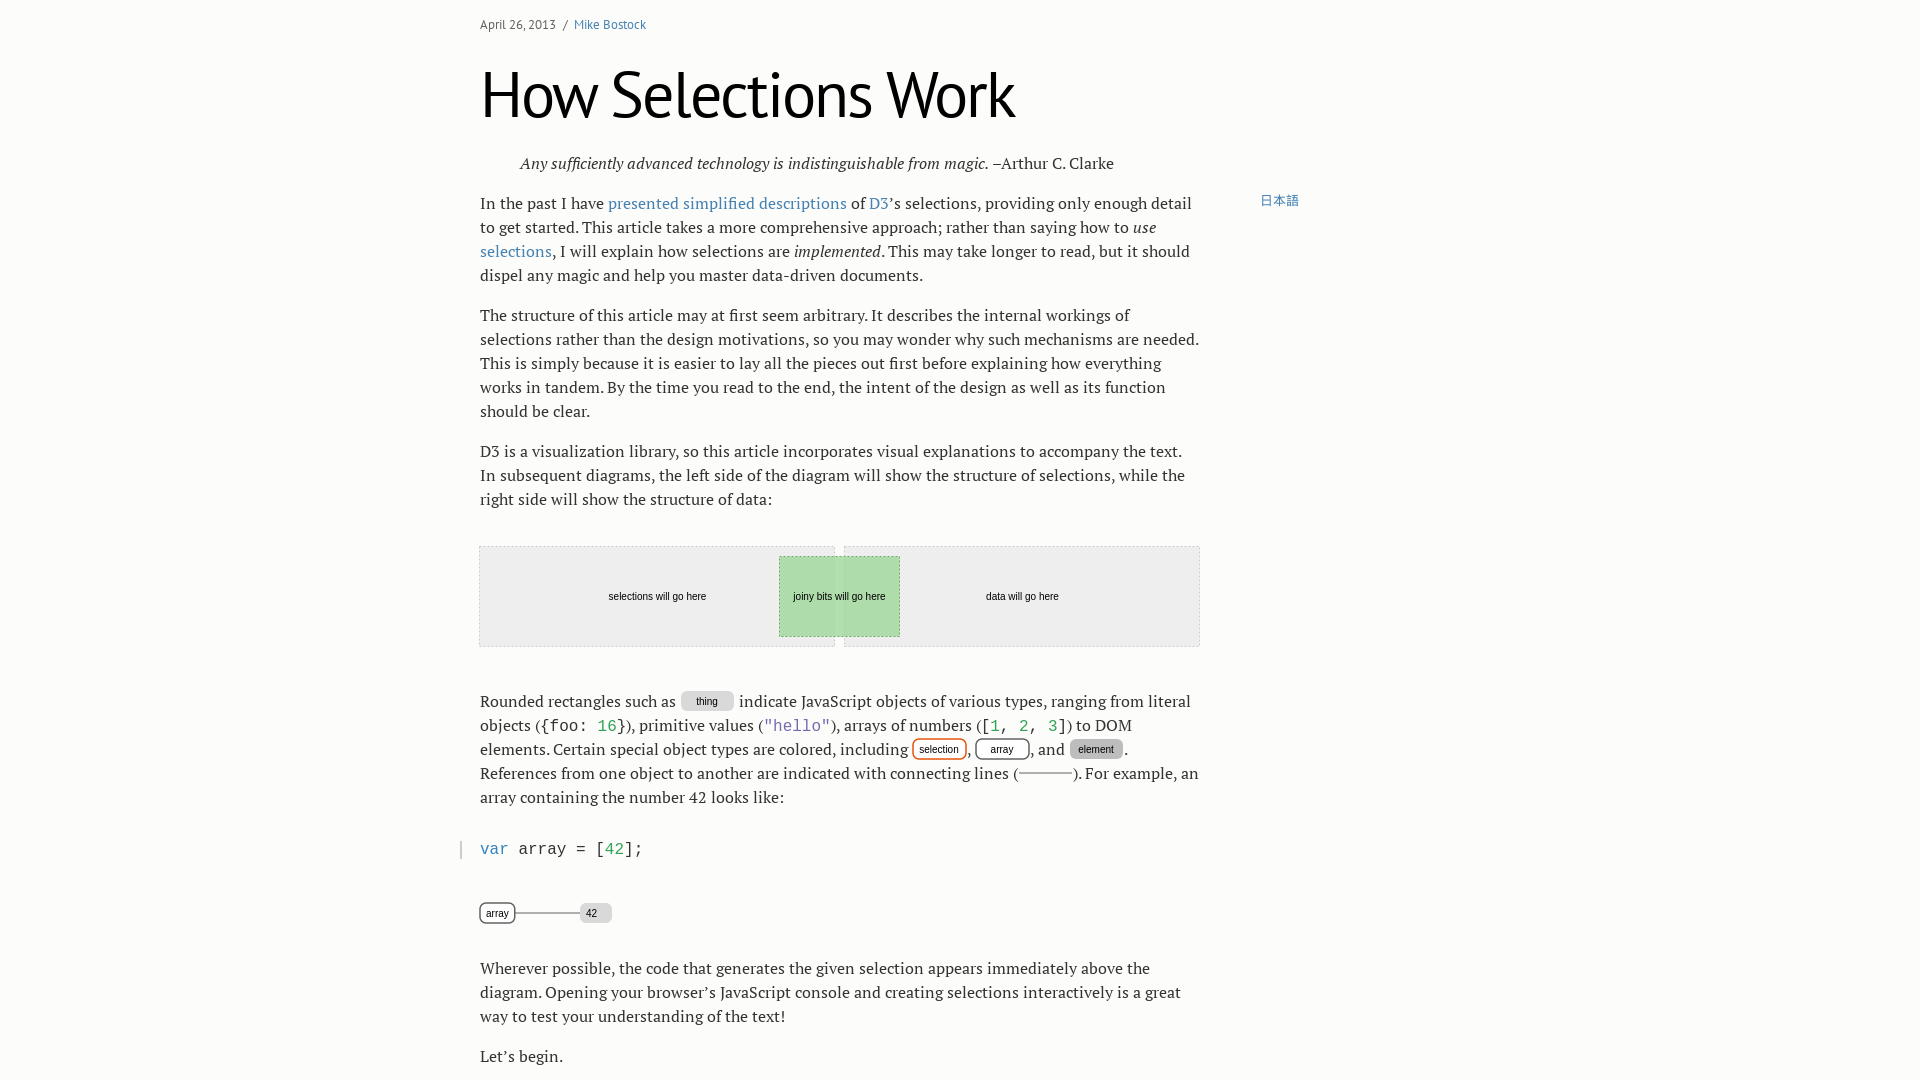 April 26, 2013 / Mike Bostock
How Selections Work
Any sufficiently advanced technology is indistinguishable from magic. –Arthur C. Clarke
日本語
In the past I have presented simplified descriptions of D3’s selections, providing only enough detail
to get started. This article takes a more comprehensive approach; rather than saying how to use
selections, I will explain how selections are implemented. This may take longer to read, but it should
dispel any magic and help you master data-driven documents.
The structure of this article may at first seem arbitrary. It describes the internal workings of
selections rather than the design motivations, so you may wonder why such mechanisms are needed.
This is simply because it is easier to lay all the pieces out first before explaining how everything
works in tandem. By the time you read to the end, the intent of the design as well as its function
should be clear.
D3 is a visualization library, so this article incorporates visual explanations to accompany the text.
In subsequent diagrams, the left side of the diagram will show the structure of selections, while the
right side will show the structure of data:
selections will go here
joiny bits will go here
data will go here
Rounded rectangles such as thing indicate JavaScript objects of various types, ranging from literal
objects ({foo: 16}), primitive values ("hello"), arrays of numbers ([1, 2, 3]) to DOM
elements. Certain special object types are colored, including selection, array, and element.
References from one object to another are indicated with connecting lines (). For example, an
array containing the number 42 looks like:
var array = [42];
array 42
Wherever possible, the code that generates the given selection appears immediately above the
diagram. Opening your browser’s JavaScript console and creating selections interactively is a great
way to test your understanding of the text!
Let’s begin.